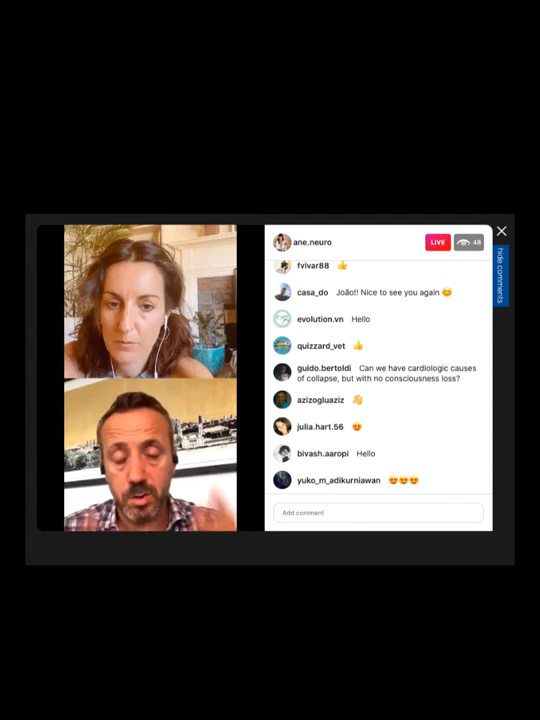 ane.neuro
LIVE
48
hide comments
fvivar88 👍
casa_do João!! Nice to see you again 😊
evolution.vn Hello
quizzard_vet 👍
guido.bertoldi Can we have cardiologic causes
of collapse, but with no consciousness loss?
azizogluaziz 👋
julia.hart.56 😍
bivash.aaropi Hello
yuko_m_adikurniawan 😍😍😍
Add comment